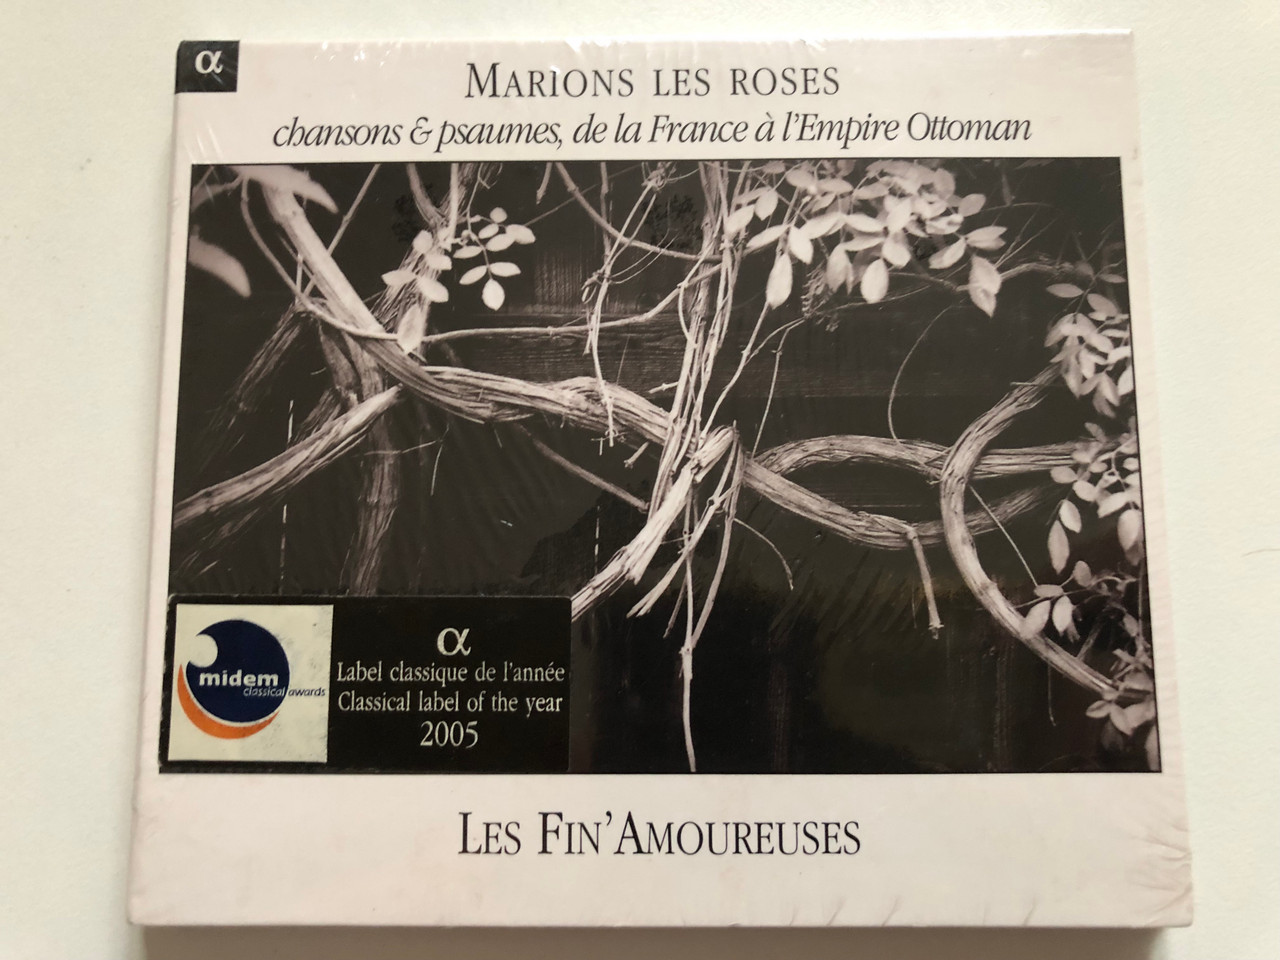 α
MARIONS LES ROSES
chansons & psaumes, de la France à l'Empire Ottoman
midem
classical awards
α
Label classique de l'année
Classical label of the year
2005
LES FIN'AMOUREUSES